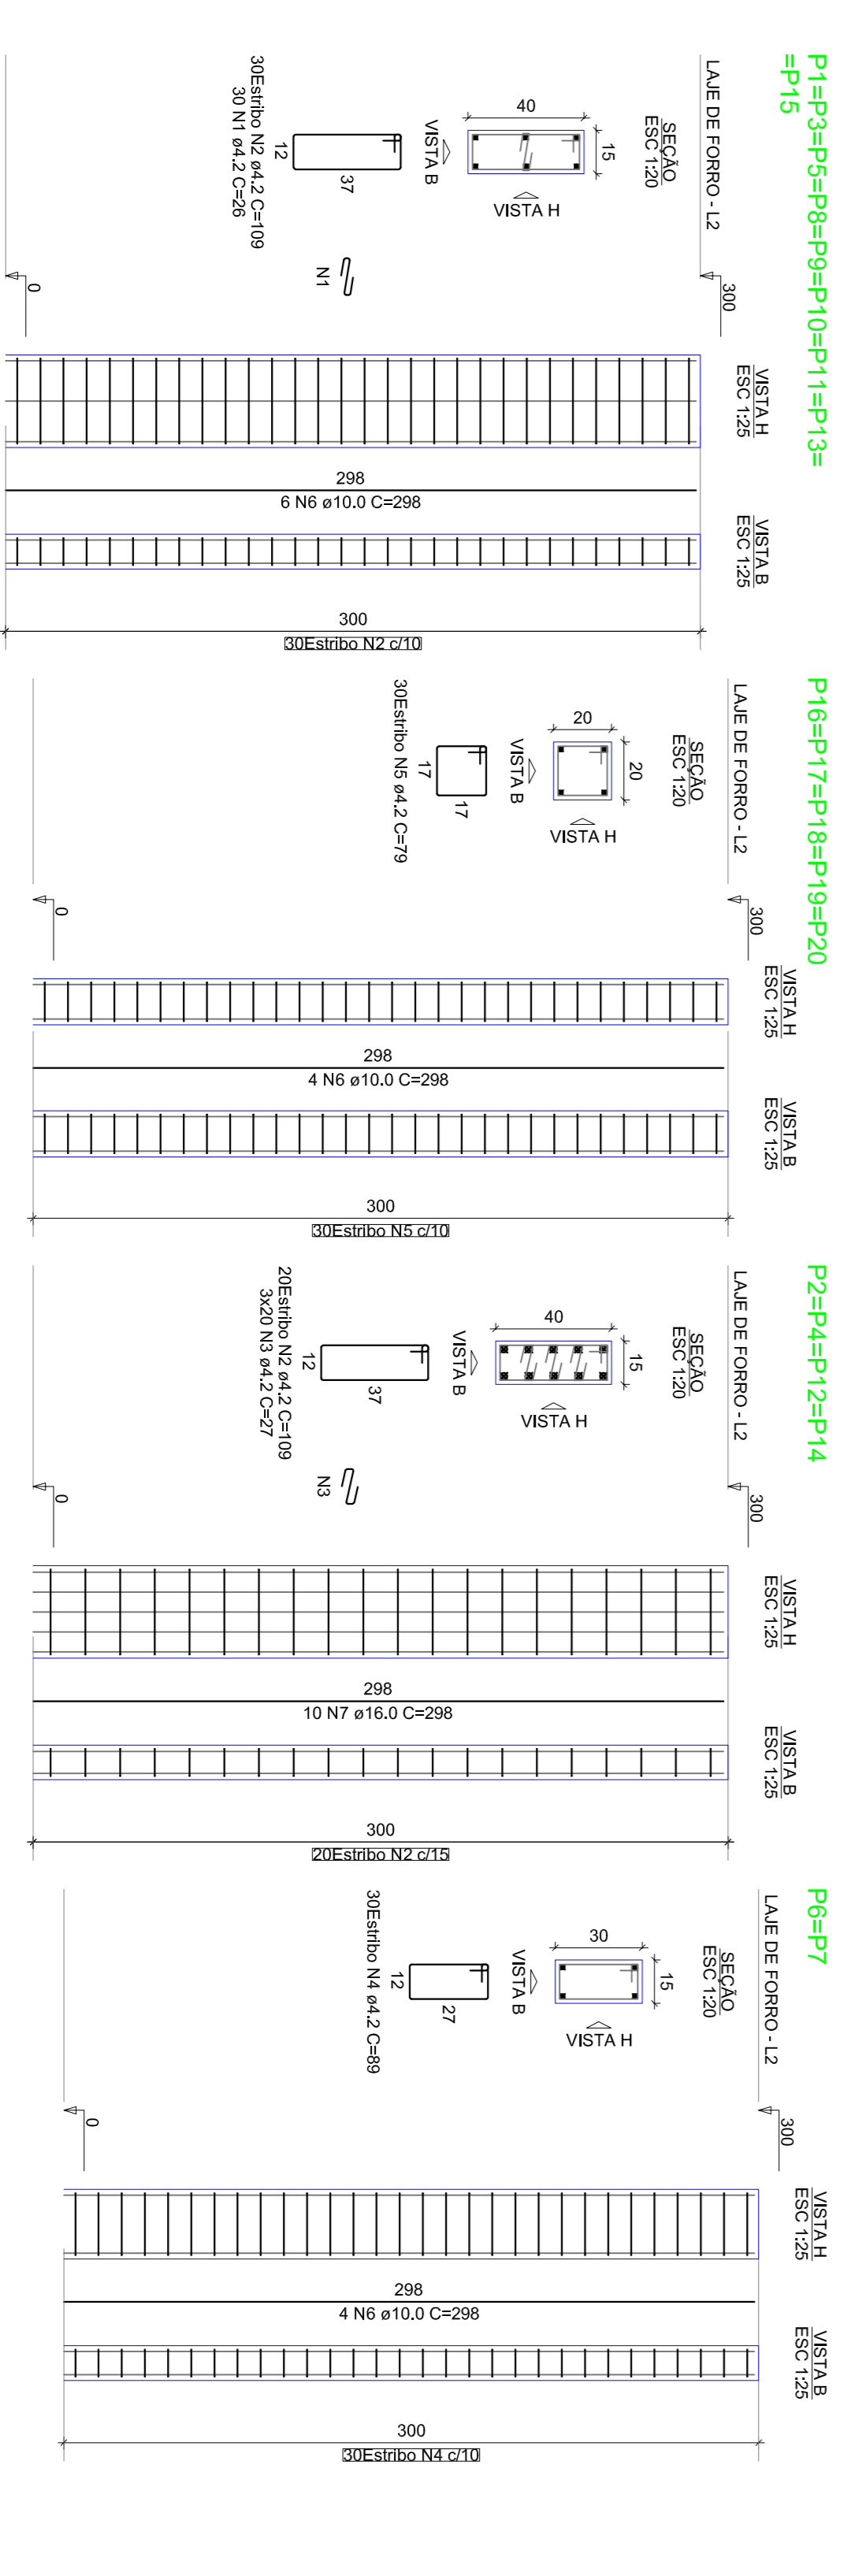 P1=P3=P5=P8=P9=P10=P11=P13=
=P15
LAJE DE FORRO - L2
SEÇÃO
ESC 1:20
40
15
VISTA H
VISTA B
12
37
30Estribo N2 ø4.2 C=109
30 N1 ø4.2 C=26
N1
300
0
VISTA H
ESC 1:25
298
6 N6 ø10.0 C=298
VISTA B
ESC 1:25
300
30Estribo N2 c/10
P16=P17=P18=P19=P20
LAJE DE FORRO - L2
SEÇÃO
ESC 1:20
20
20
VISTA H
VISTA B
17
17
30Estribo N5 ø4.2 C=79
300
0
VISTA H
ESC 1:25
298
4 N6 ø10.0 C=298
VISTA B
ESC 1:25
300
30Estribo N5 c/10
P2=P4=P12=P14
LAJE DE FORRO - L2
SEÇÃO
ESC 1:20
40
15
VISTA H
VISTA B
12
37
20Estribo N2 ø4.2 C=109
3x20 N3 ø4.2 C=27
N3
300
0
VISTA H
ESC 1:25
298
10 N7 ø16.0 C=298
VISTA B
ESC 1:25
300
20Estribo N2 c/15
P6=P7
LAJE DE FORRO - L2
SEÇÃO
ESC 1:20
30
15
VISTA H
VISTA B
12
27
30Estribo N4 ø4.2 C=89
300
0
VISTA H
ESC 1:25
298
4 N6 ø10.0 C=298
VISTA B
ESC 1:25
300
30Estribo N4 c/10